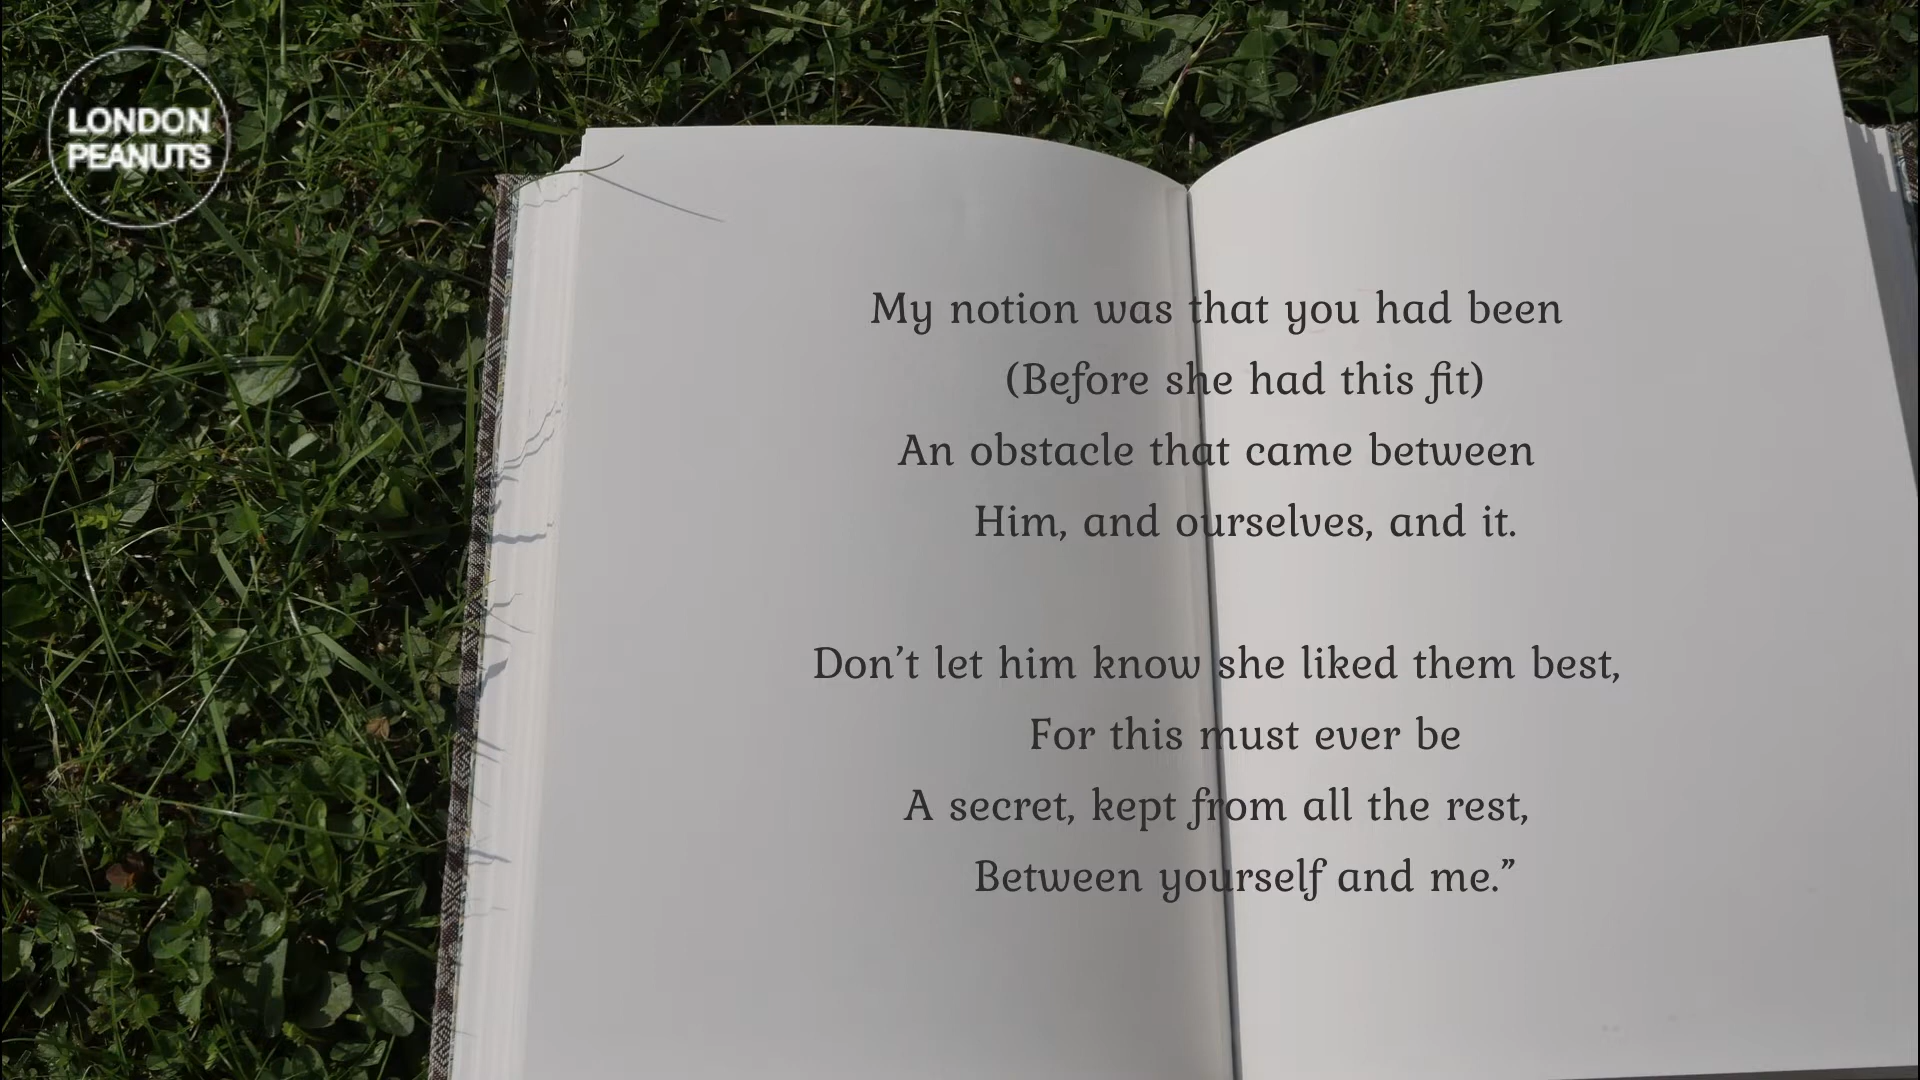 LONDON
PEANUTS
My notion was that you had been
(Before she had this fit)
An obstacle that came between
Him, and ourselves, and it.
Don’t let him know she liked them best,
For this must ever be
A secret, kept from all the rest,
Between yourself and me.”